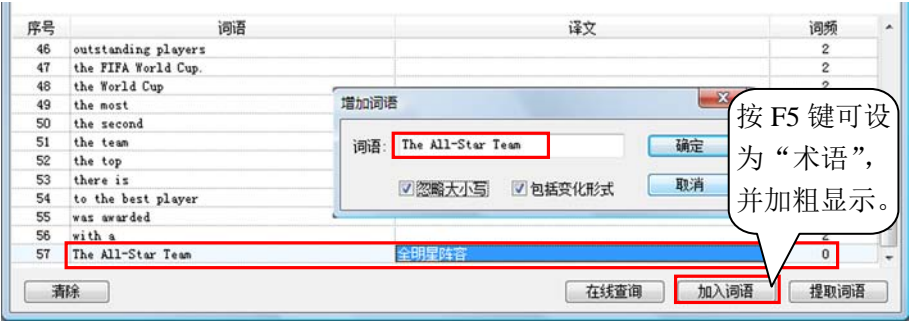 序号 词语 译文 词频
46 outstanding players 2
47 the FIFA World Cup. 2
48 the World Cup 2
49 the most
50 the second
51 the team
52 the top
53 there is
54 to the best player
55 was awarded
56 with a 2
57 The All-Star Team 全明星阵容 0
增加词语
词语: The All-Star Team 确定
忽略大小写 包括变化形式 取消
按 F5 键可设
为“术语”，
并加粗显示。
清除 在线查询 加入词语 提取词语